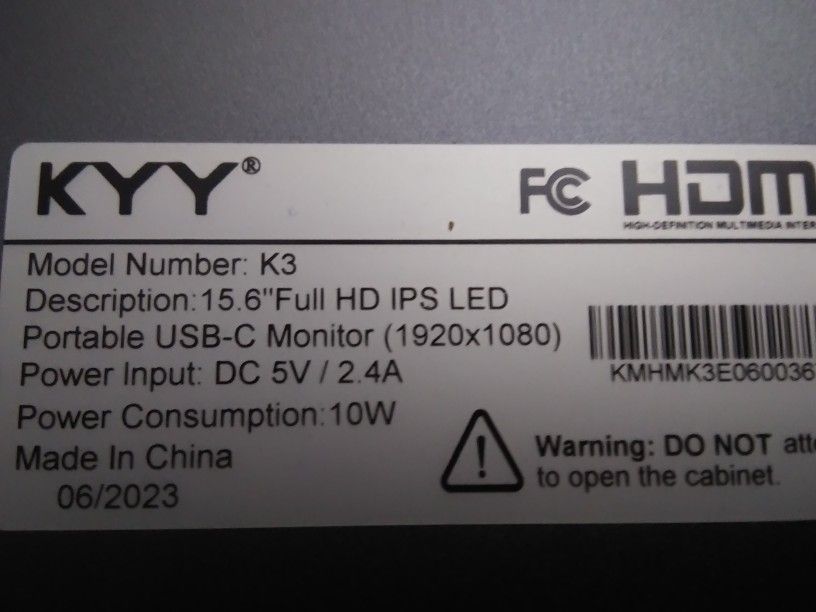 KYY®
FC HDM
HIGH-DEFINITION MULTIMEDIA INTER
Model Number: K3
Description:15.6"Full HD IPS LED
Portable USB-C Monitor (1920x1080)
Power Input: DC 5V / 2.4A
KMHMK3E060036
Power Consumption:10W
Made In China
06/2023
Warning: DO NOT atte
to open the cabinet.